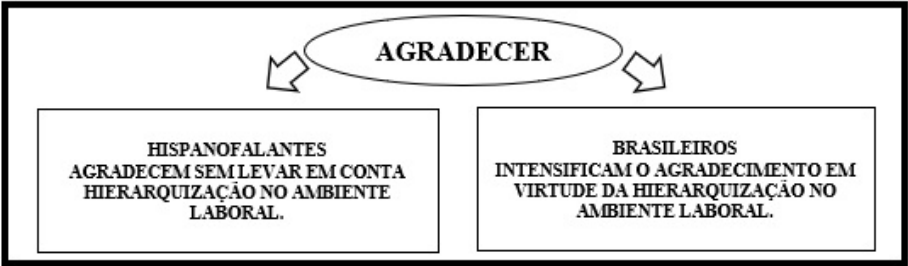 AGRADECER
HISPANOFALANTES
AGRADECEM SEM LEVAR EM CONTA
HIERARQUIZAÇÃO NO AMBIENTE
LABORAL.
BRASILEIROS
INTENSIFICAM O AGRADECIMENTO EM
VIRTUDE DA HIERARQUIZAÇÃO NO
AMBIENTE LABORAL.